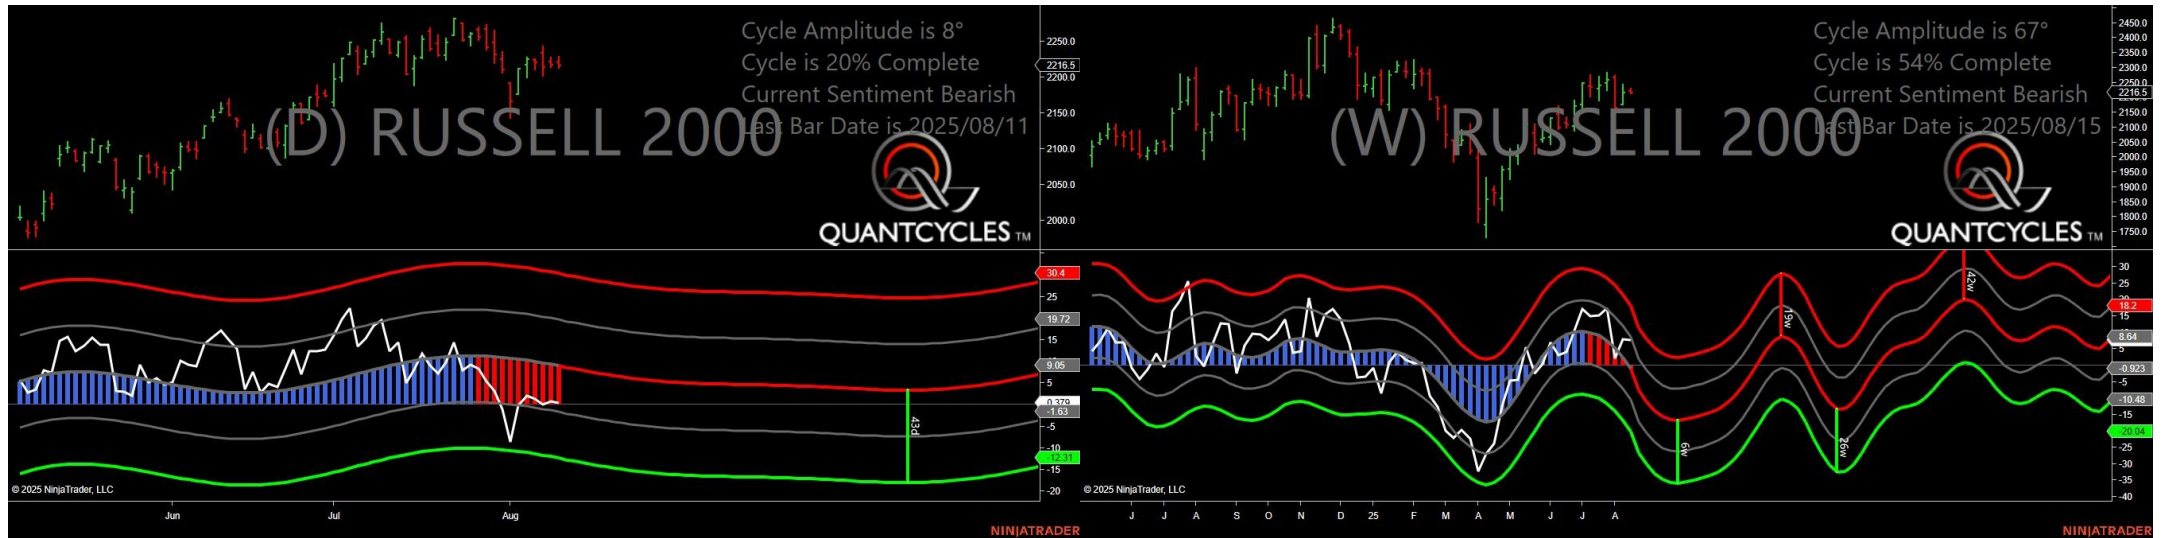 Cycle Amplitude is 8°
Cycle is 20% Complete
Current Sentiment Bearish
Last Bar Date is 2025/08/11
(D) RUSSELL 2000
QUANTCYCLES TM
2250.0
2216.5
2200.0
2150.0
2100.0
2050.0
2000.0
30.4
25
19.72
15
9.05
5
0.379
-1.63
-5
-10
-12.31
-15
-20
43d
© 2025 NinjaTrader, LLC
Jun
Jul
Aug
NINJATRADER
Cycle Amplitude is 67°
Cycle is 54% Complete
Current Sentiment Bearish
Last Bar Date is 2025/08/15
(W) RUSSELL 2000
QUANTCYCLES TM
2450.0
2400.0
2350.0
2300.0
2250.0
2216.5
2150.0
2100.0
2050.0
2000.0
1950.0
1900.0
1850.0
1800.0
1750.0
30
25
18.2
15
8.64
5
-0.923
-5
-10.48
-15
-20.04
-25
-30
-35
-40
6w
19w
26w
42w
© 2025 NinjaTrader, LLC
J J A S O N D 25 F M A M J J A
NINJATRADER